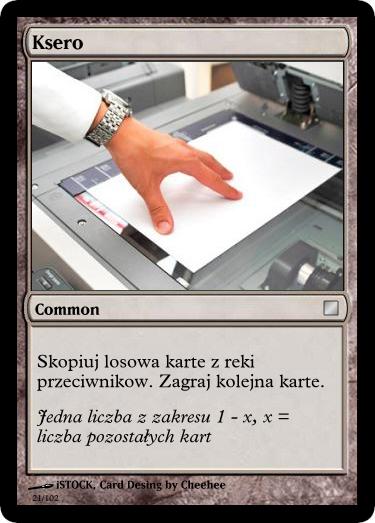 Ksero
Common
Skopiuj losowa karte z reki
przeciwnikow. Zagraj kolejna karte.
Jedna liczba z zakresu 1 - x, x =
liczba pozostałych kart
iSTOCK, Card Desing by Cheehee
21/102